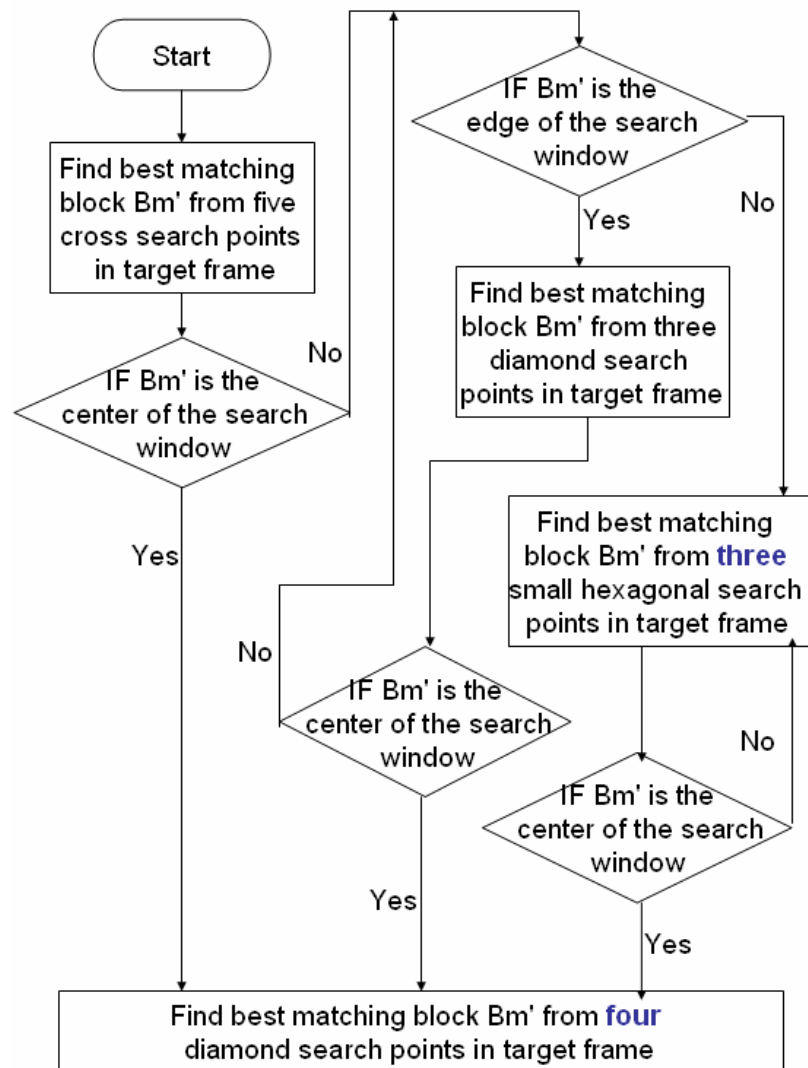 Start
Find best matching
block Bm' from five
cross search points
in target frame
IF Bm' is the
center of the search
window
No
Yes
IF Bm' is the
edge of the search
window
Yes
No
Find best matching
block Bm' from three
diamond search
points in target frame
Find best matching
block Bm' from three
small hexagonal search
points in target frame
IF Bm' is the
center of the search
window
No
Yes
IF Bm' is the
center of the search
window
No
Yes
Find best matching block Bm' from four
diamond search points in target frame